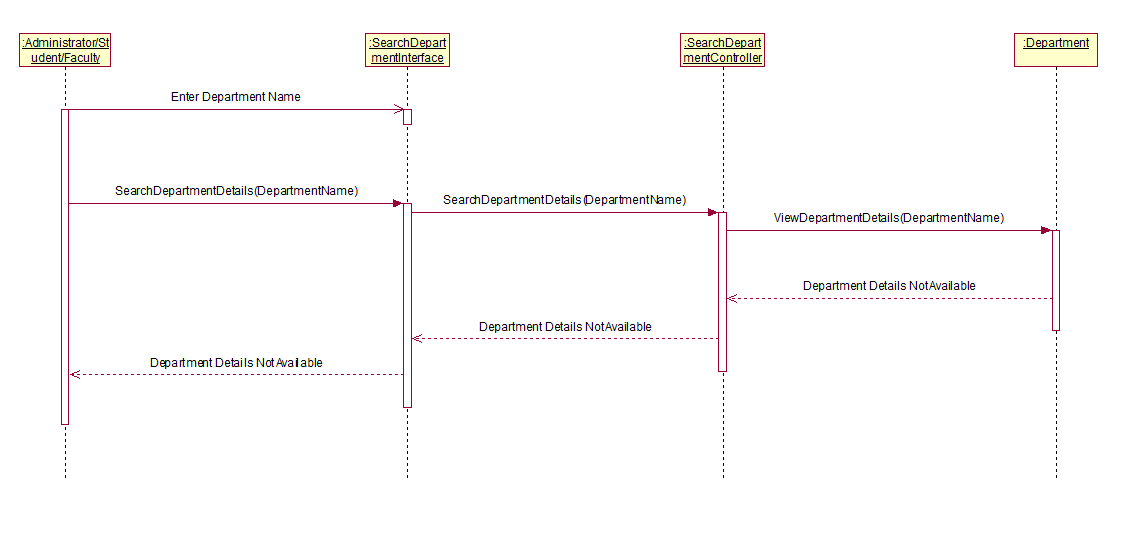 :Administrator/St
udent/Faculty
:SearchDepart
mentInterface
:SearchDepart
mentController
:Department
Enter Department Name
SearchDepartmentDetails(DepartmentName)
SearchDepartmentDetails(DepartmentName)
ViewDepartmentDetails(DepartmentName)
Department Details NotAvailable
Department Details NotAvailable
Department Details NotAvailable